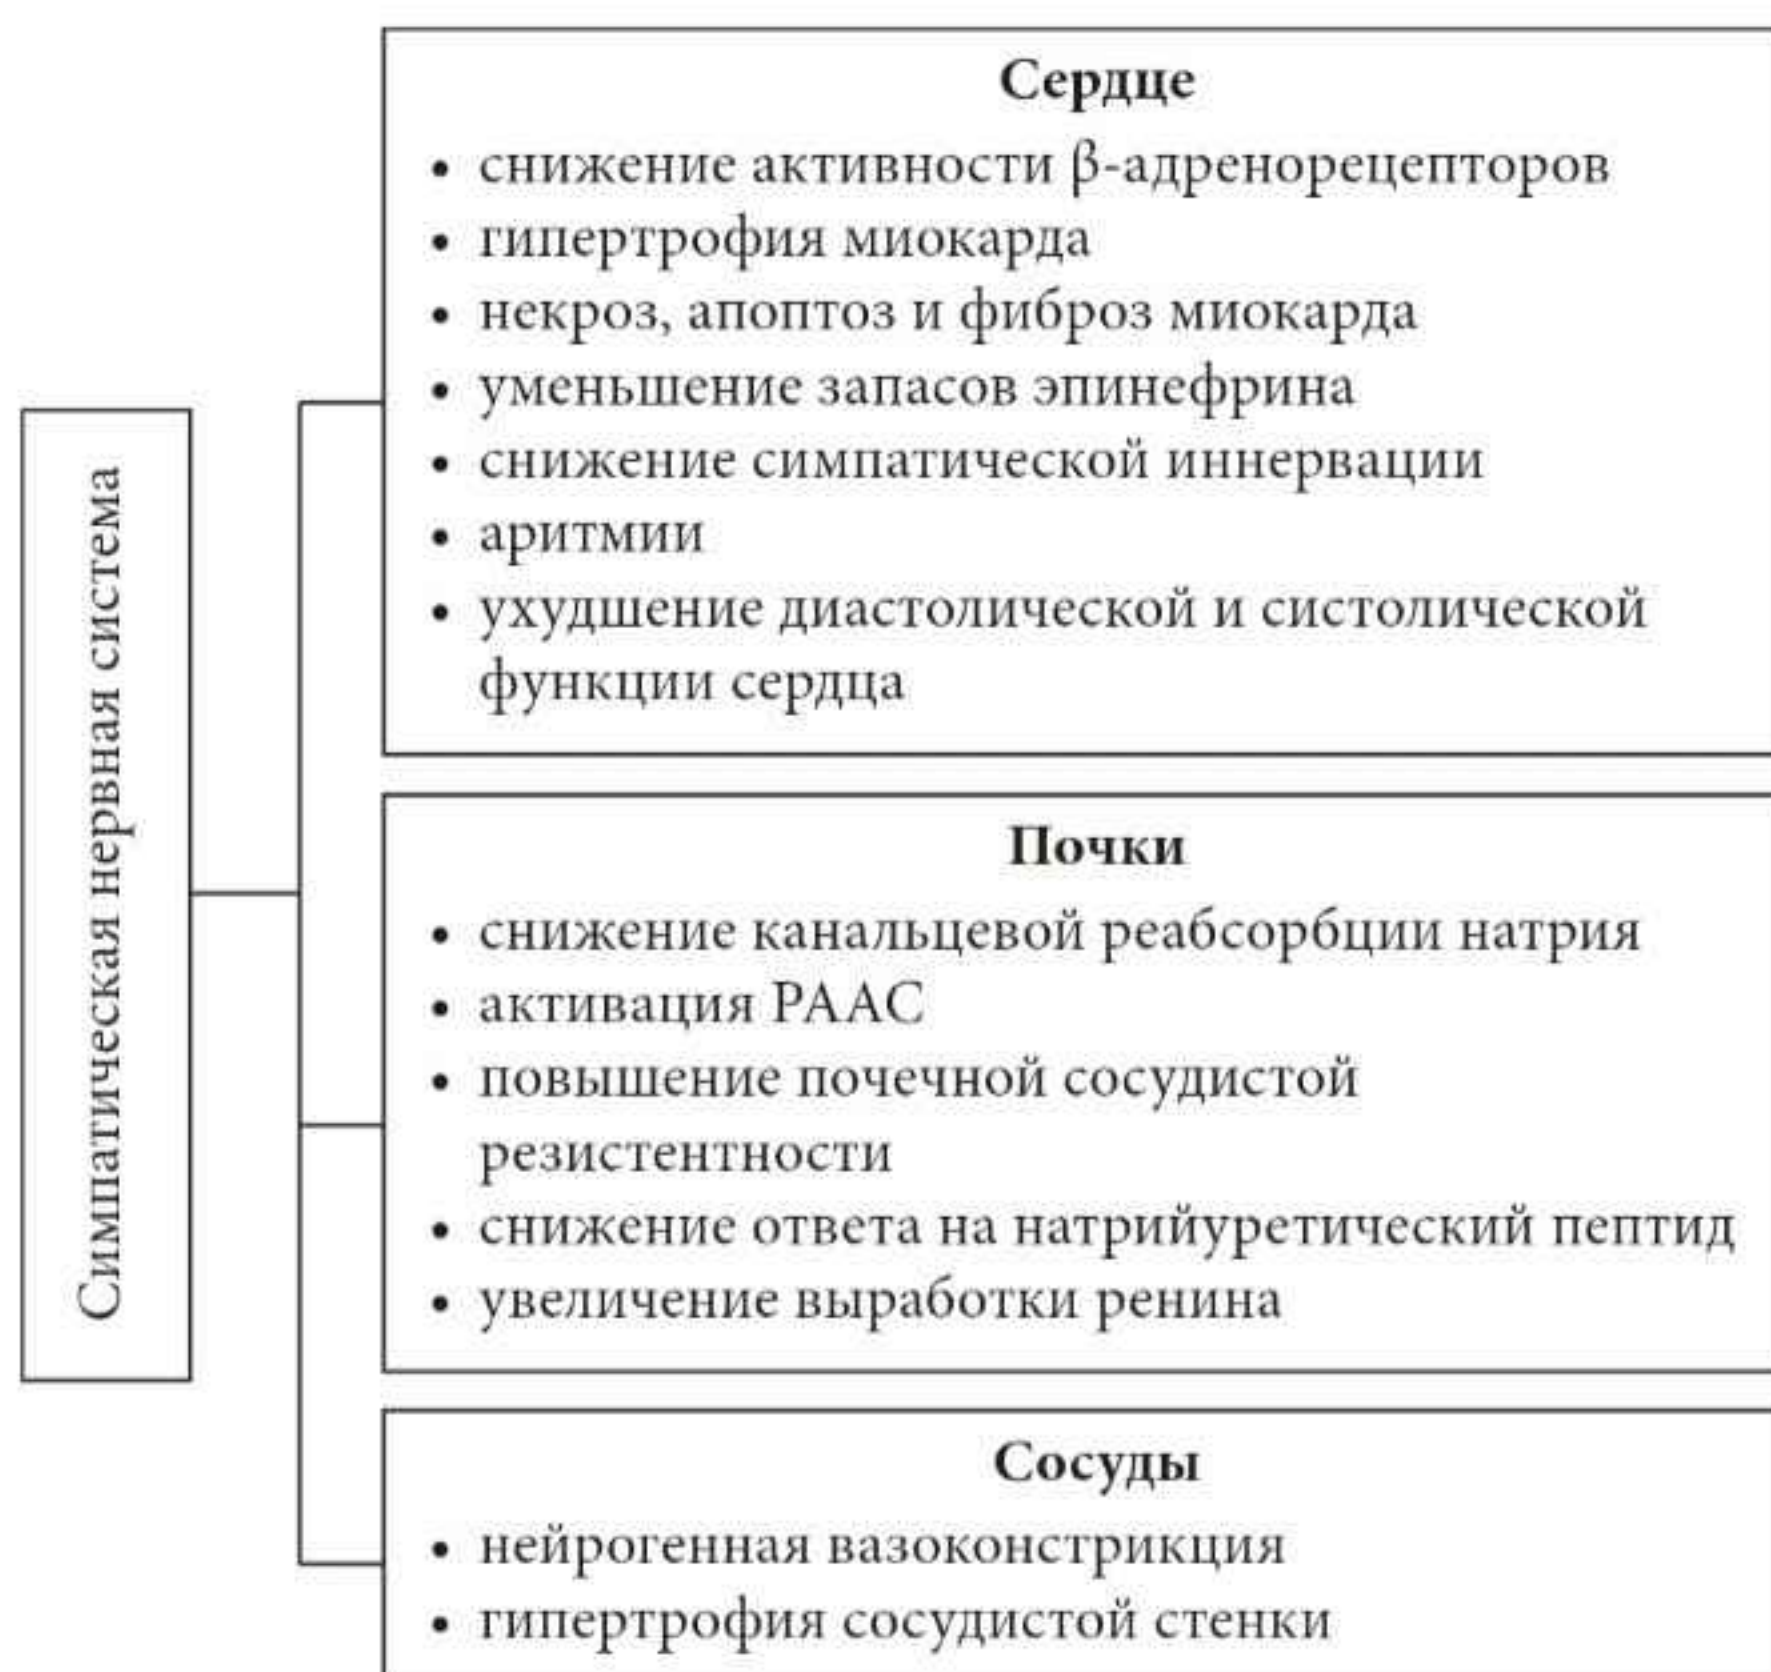 Симпатическая нервная система
Сердце
• снижение активности β-адренорецепторов
• гипертрофия миокарда
• некроз, апоптоз и фиброз миокарда
• уменьшение запасов эпинефрина
• снижение симпатической иннервации
• аритмии
• ухудшение диастолической и систолической
функции сердца
Почки
• снижение канальцевой реабсорбции натрия
• активация РААС
• повышение почечной сосудистой
резистентности
• снижение ответа на натрийуретический пептид
• увеличение выработки ренина
Сосуды
• нейрогенная вазоконстрикция
• гипертрофия сосудистой стенки